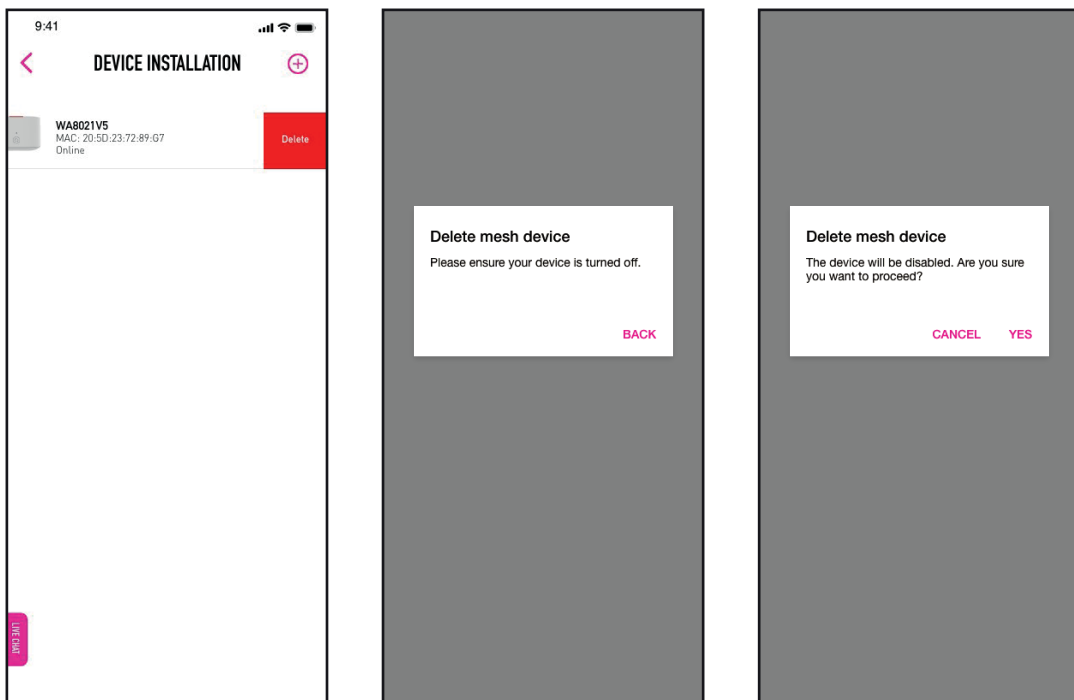 9:41
DEVICE INSTALLATION
WA8021V5
MAC: 20:5D:23:72:89:G7
Online
Delete
LIVE CHAT
Delete mesh device
Please ensure your device is turned off.
BACK
Delete mesh device
The device will be disabled. Are you sure
you want to proceed?
CANCEL YES